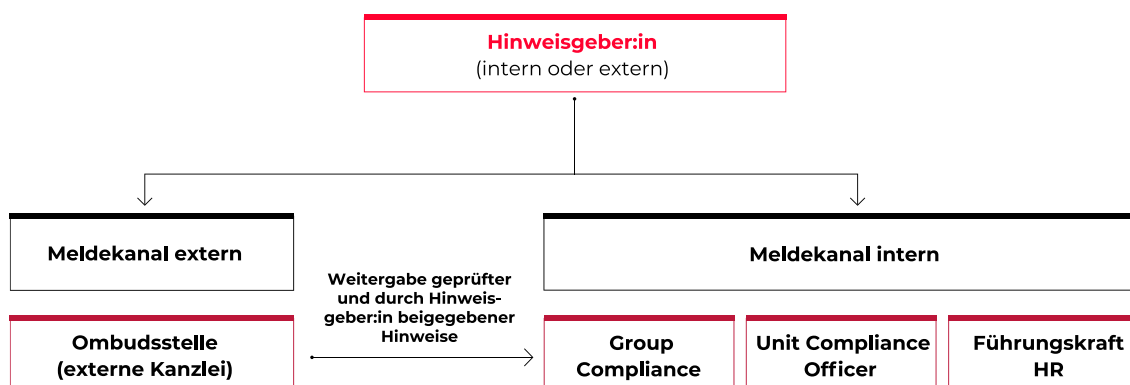 Hinweisgeber:in
(intern oder extern)
Meldekanal extern
Meldekanal intern
Weitergabe geprüfter
und durch Hinweis-
geber:in beigegebener
Hinweise
Ombudsstelle
(externe Kanzlei)
Group
Compliance
Unit Compliance
Officer
Führungskraft
HR